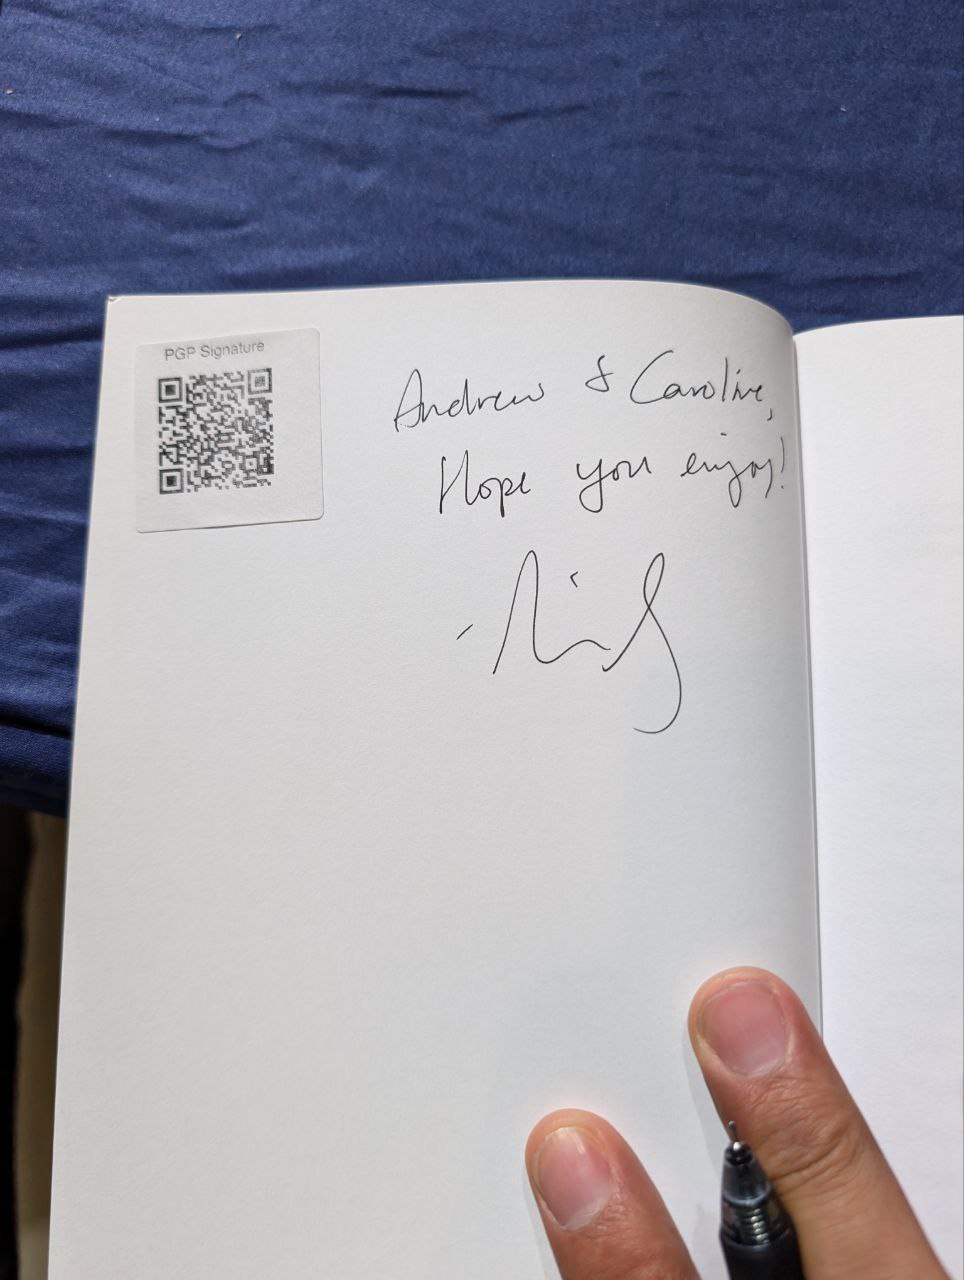 PGP Signature
Andrew & Caroline,
Hope you enjoy!